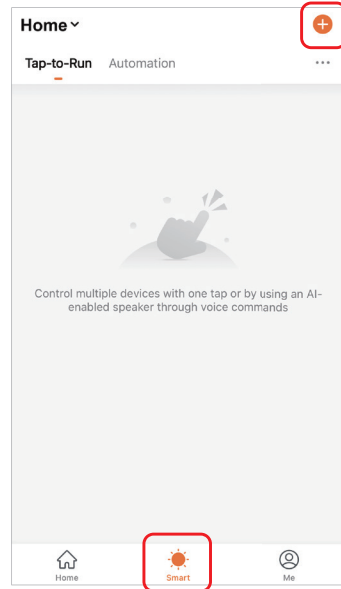 Home
Tap-to-Run Automation
Control multiple devices with one tap or by using an AI-
enabled speaker through voice commands
Home Smart Me